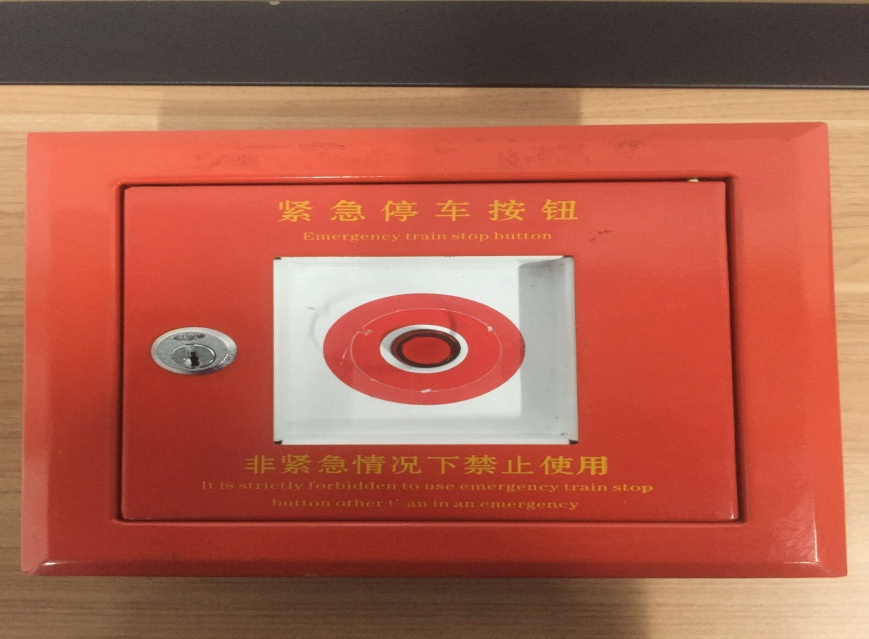 紧急停车按钮
Emergency train stop button
非紧急情况下禁止使用
It is strictly forbidden to use emergency train stop
button other t' an in an emergency